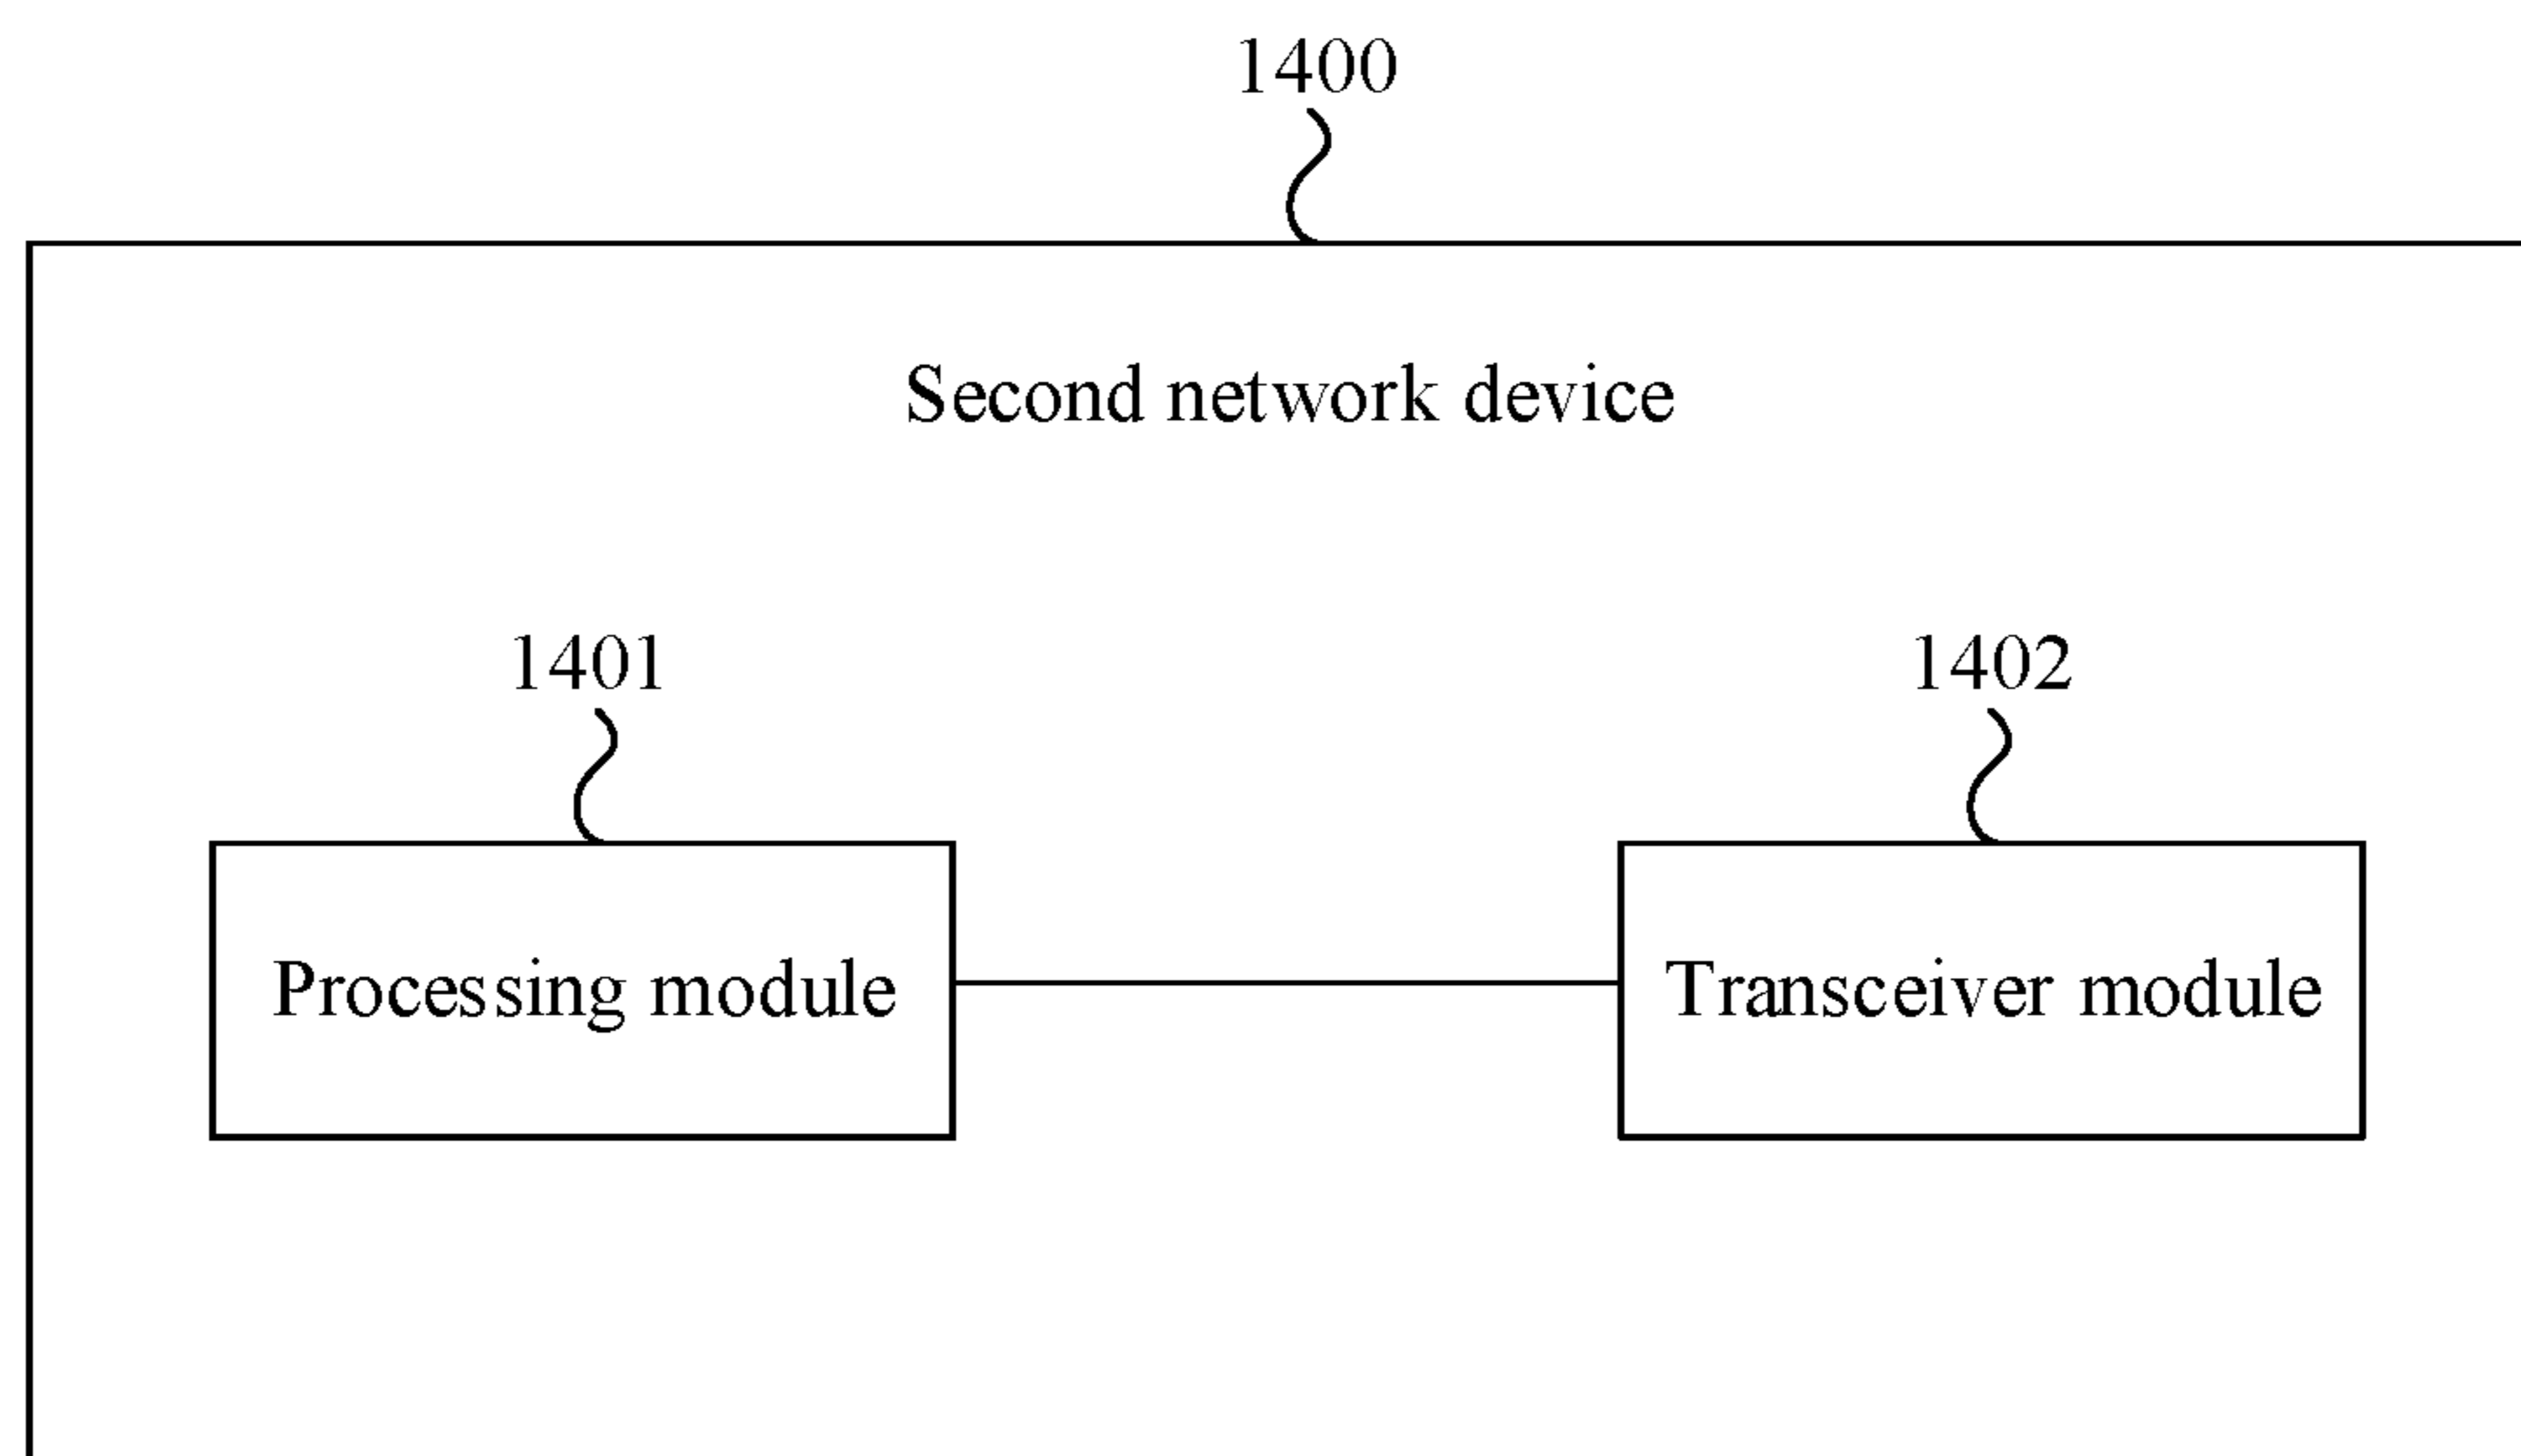 1400
Second network device
1401
1402
Processing module
Transceiver module